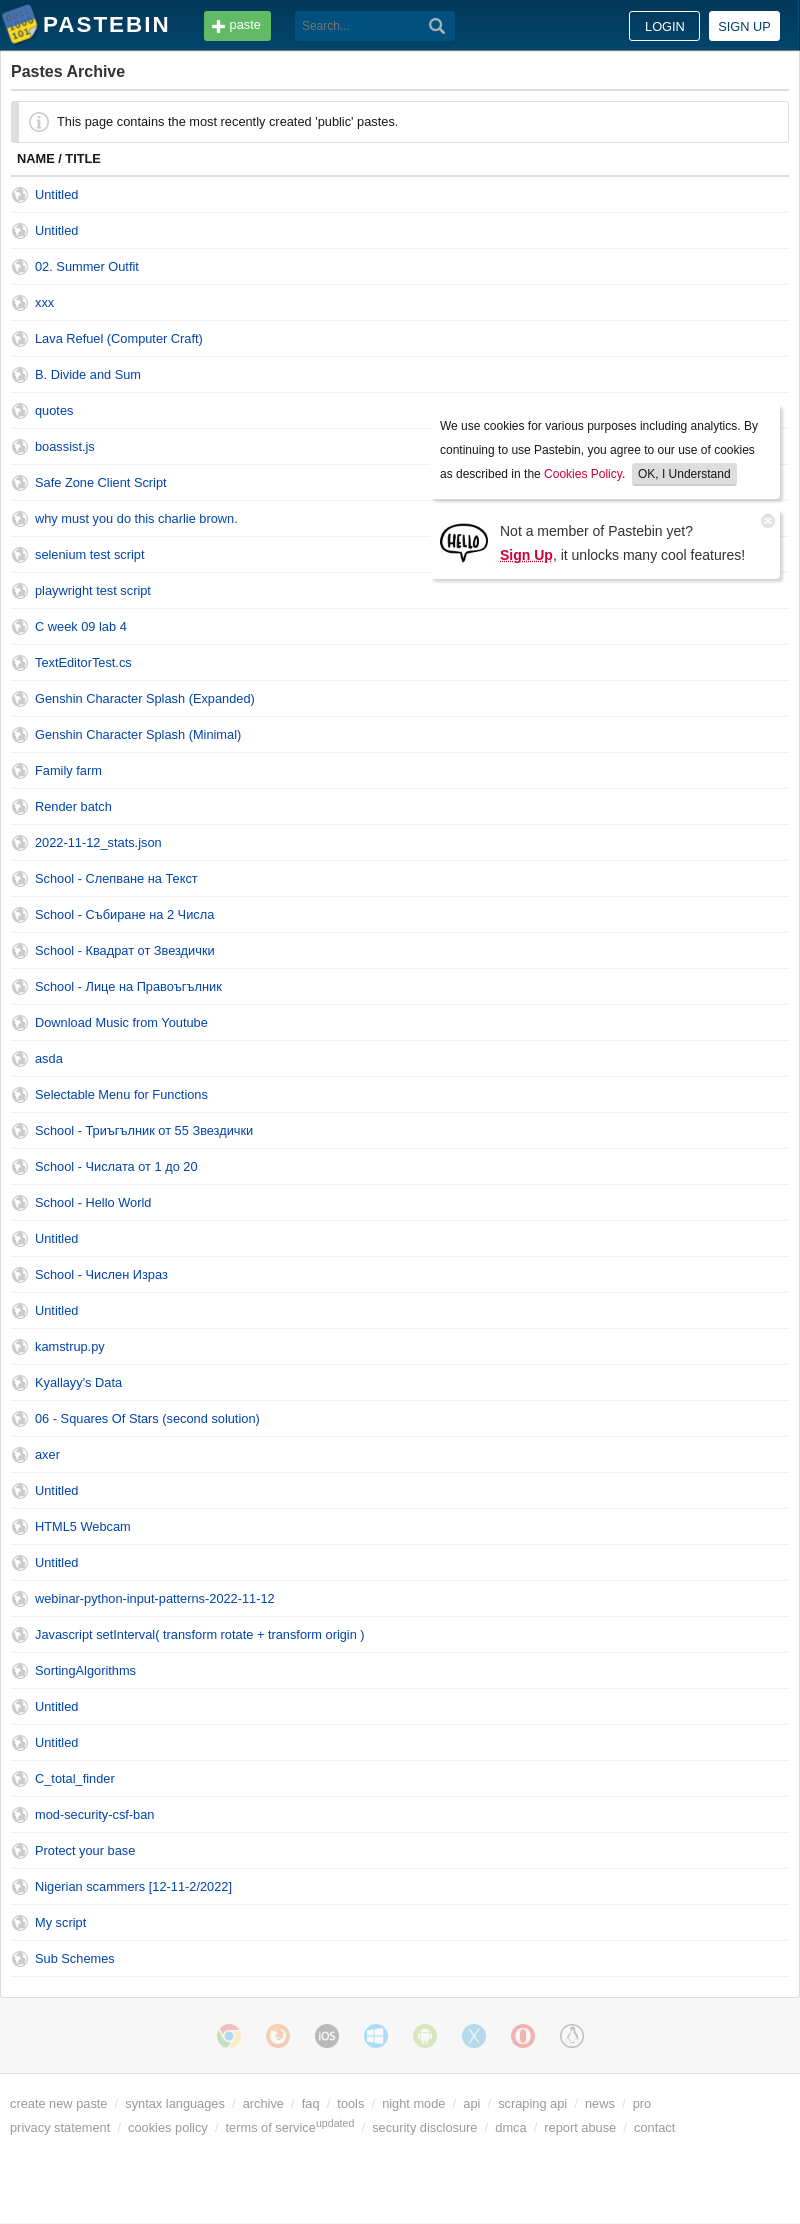 PASTEBIN
paste
Search...
LOGIN
SIGN UP
Pastes Archive
This page contains the most recently created 'public' pastes.
NAME / TITLE
Untitled
Untitled
02. Summer Outfit
xxx
Lava Refuel (Computer Craft)
B. Divide and Sum
quotes
boassist.js
Safe Zone Client Script
why must you do this charlie brown.
selenium test script
playwright test script
We use cookies for various purposes including analytics. By
continuing to use Pastebin, you agree to our use of cookies
as described in the Cookies Policy. OK, I Understand
HELLO
Not a member of Pastebin yet?
Sign Up, it unlocks many cool features!
C week 09 lab 4
TextEditorTest.cs
Genshin Character Splash (Expanded)
Genshin Character Splash (Minimal)
Family farm
Render batch
2022-11-12_stats.json
School - Слепване на Текст
School - Събиране на 2 Числа
School - Квадрат от Звездички
School - Лице на Правоъгълник
Download Music from Youtube
asda
Selectable Menu for Functions
School - Триъгълник от 55 Звездички
School - Числата от 1 до 20
School - Hello World
Untitled
School - Числен Израз
Untitled
kamstrup.py
Kyallayy's Data
06 - Squares Of Stars (second solution)
axer
Untitled
HTML5 Webcam
Untitled
webinar-python-input-patterns-2022-11-12
Javascript setInterval( transform rotate + transform origin )
SortingAlgorithms
Untitled
Untitled
C_total_finder
mod-security-csf-ban
Protect your base
Nigerian scammers [12-11-2/2022]
My script
Sub Schemes
iOS
create new paste / syntax languages / archive / faq / tools / night mode / api / scraping api / news / pro
privacy statement / cookies policy / terms of service updated / security disclosure / dmca / report abuse / contact